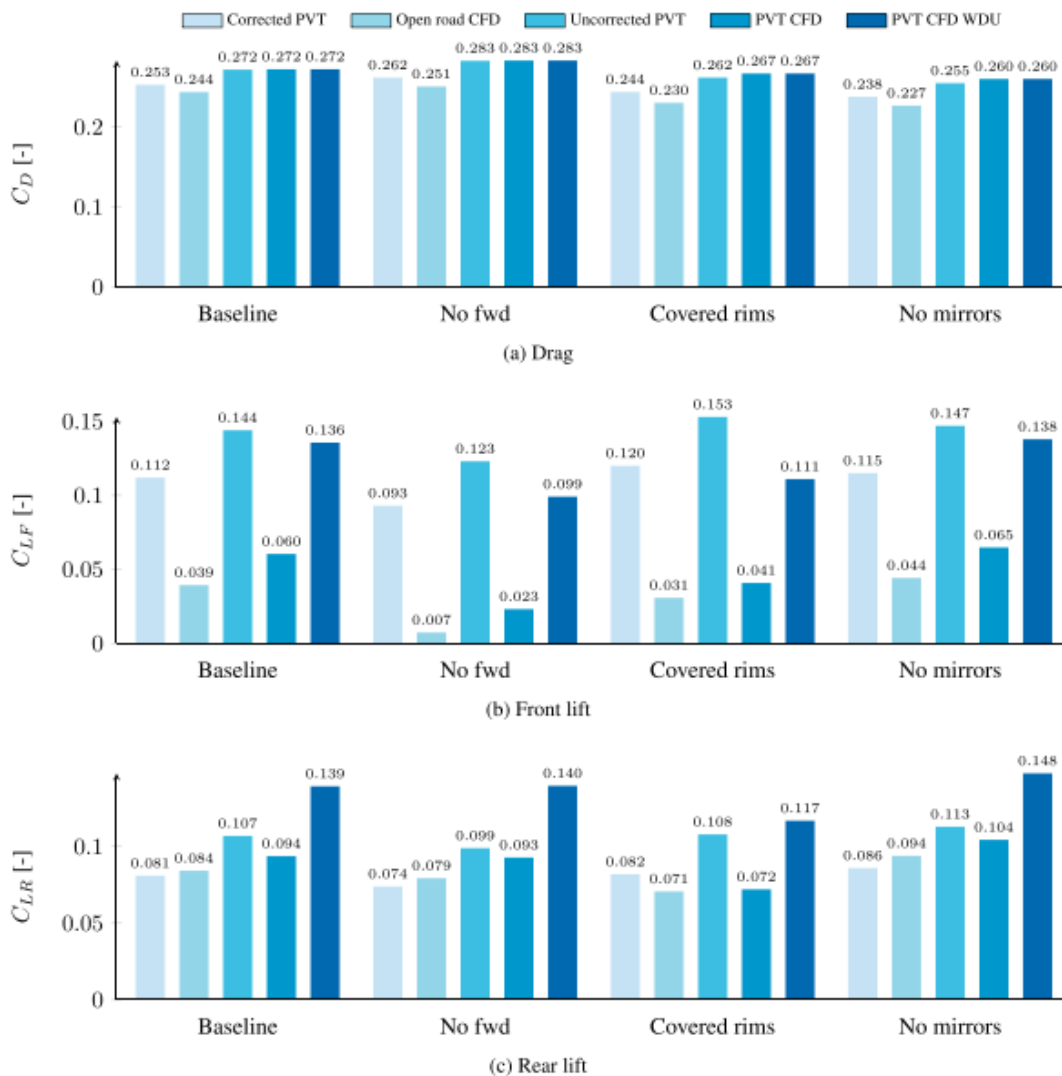 Corrected PVT Open road CFD Uncorrected PVT PVT CFD PVT CFD WDU
0.253 0.244 0.272 0.272 0.272 0.262 0.251 0.283 0.283 0.283 0.244 0.230 0.262 0.267 0.267 0.238 0.227 0.255 0.260 0.260
C_D [-]
0.2
0.1
0
Baseline No fwd Covered rims No mirrors
(a) Drag
0.112 0.039 0.144 0.060 0.136 0.093 0.007 0.123 0.023 0.099 0.120 0.031 0.153 0.041 0.111 0.115 0.044 0.147 0.065 0.138
C_{LF} [-]
0.15
0.1
0.05
0
Baseline No fwd Covered rims No mirrors
(b) Front lift
0.081 0.084 0.107 0.094 0.139 0.074 0.079 0.099 0.093 0.140 0.082 0.071 0.108 0.072 0.117 0.086 0.094 0.113 0.104 0.148
C_{LR} [-]
0.1
0.05
0
Baseline No fwd Covered rims No mirrors
(c) Rear lift